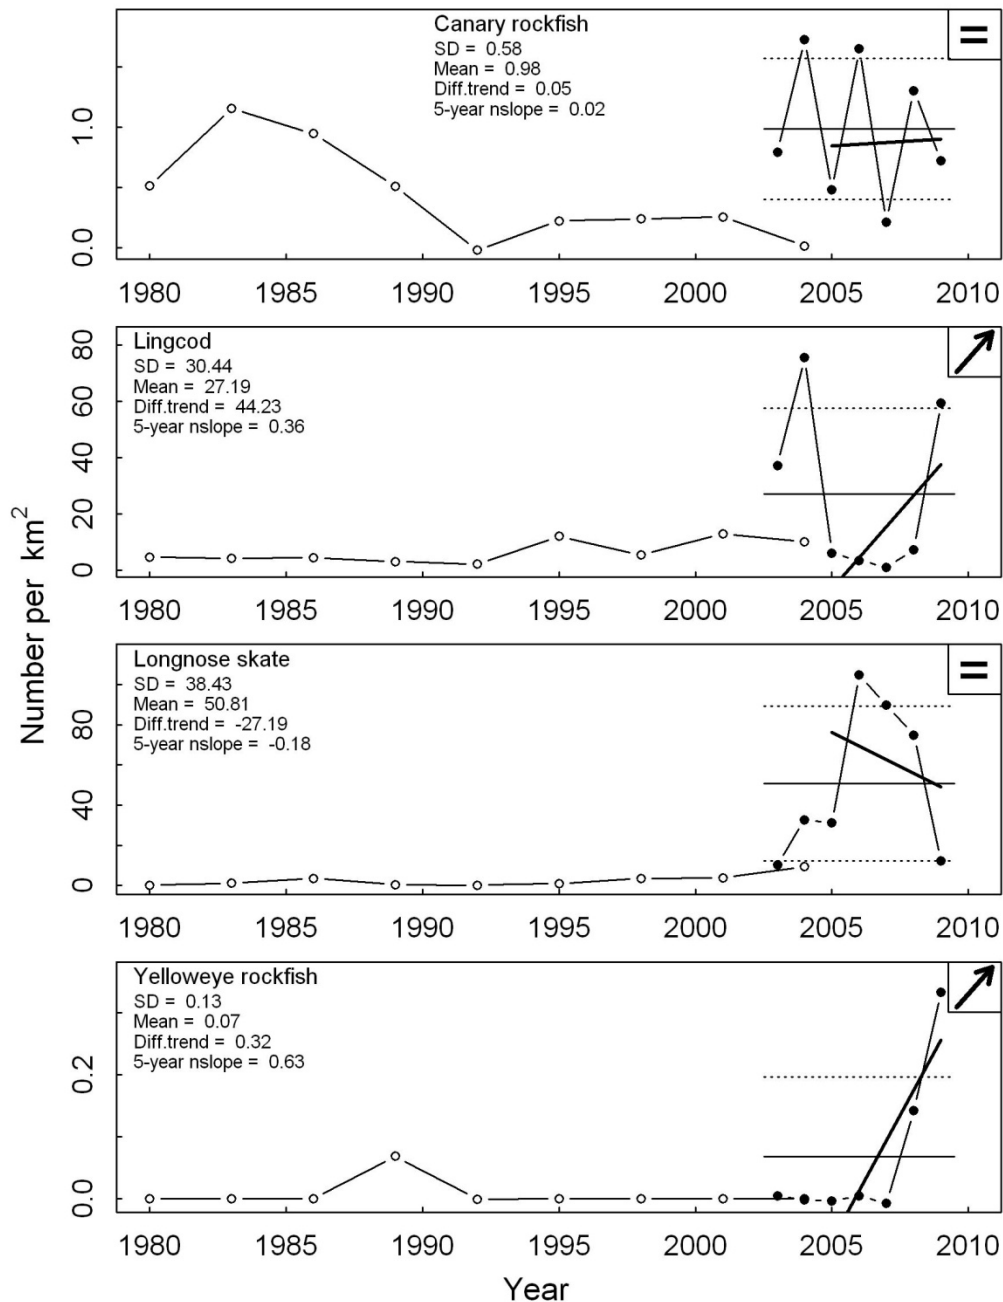 Number per km²
Canary rockfish
SD = 0.58
Mean = 0.98
Diff.trend = 0.05
5-year nslope = 0.02
=
1.0
0.0
1980 1985 1990 1995 2000 2005 2010
Lingcod
SD = 30.44
Mean = 27.19
Diff.trend = 44.23
5-year nslope = 0.36
80
60
40
20
0
1980 1985 1990 1995 2000 2005 2010
Longnose skate
SD = 38.43
Mean = 50.81
Diff.trend = -27.19
5-year nslope = -0.18
=
80
40
0
1980 1985 1990 1995 2000 2005 2010
Yelloweye rockfish
SD = 0.13
Mean = 0.07
Diff.trend = 0.32
5-year nslope = 0.63
0.2
0.0
1980 1985 1990 1995 2000 2005 2010
Year